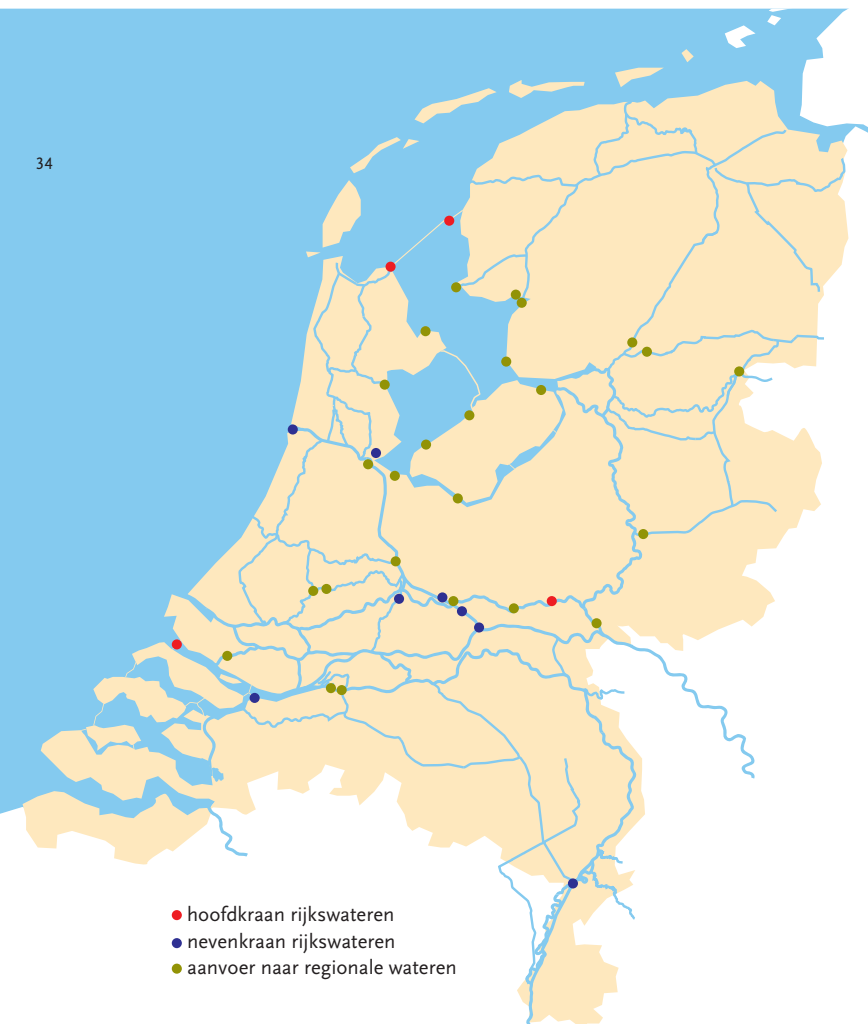 34
hoofdkraan rijkswateren
nevenkraan rijkswateren
aanvoer naar regionale wateren